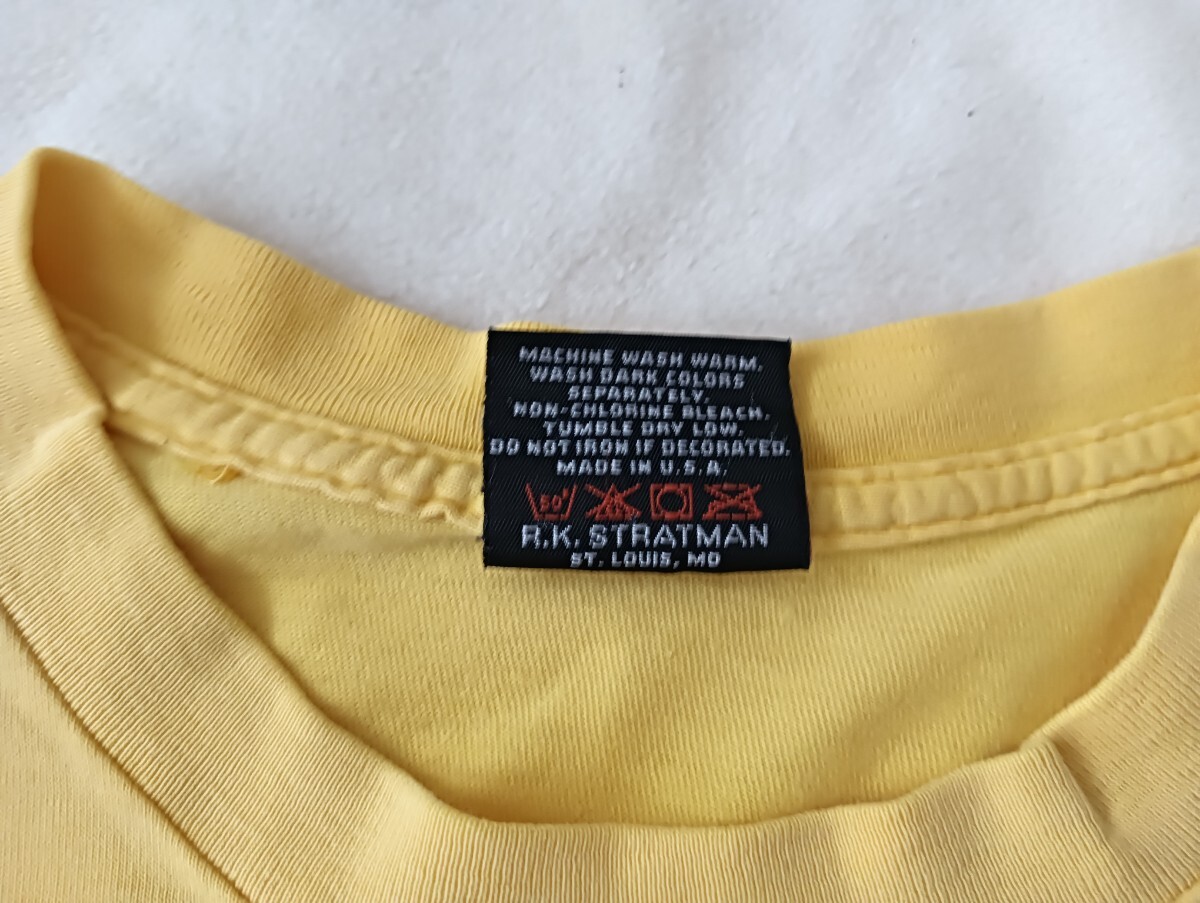 MACHINE WASH WARM.
WASH DARK COLORS
SEPARATELY.
NON-CHLORINE BLEACH.
TUMBLE DRY LOW.
DO NOT IRON IF DECORATED.
MADE IN U.S.A.
50°
R.K. STRATMAN
ST. LOUIS, MO